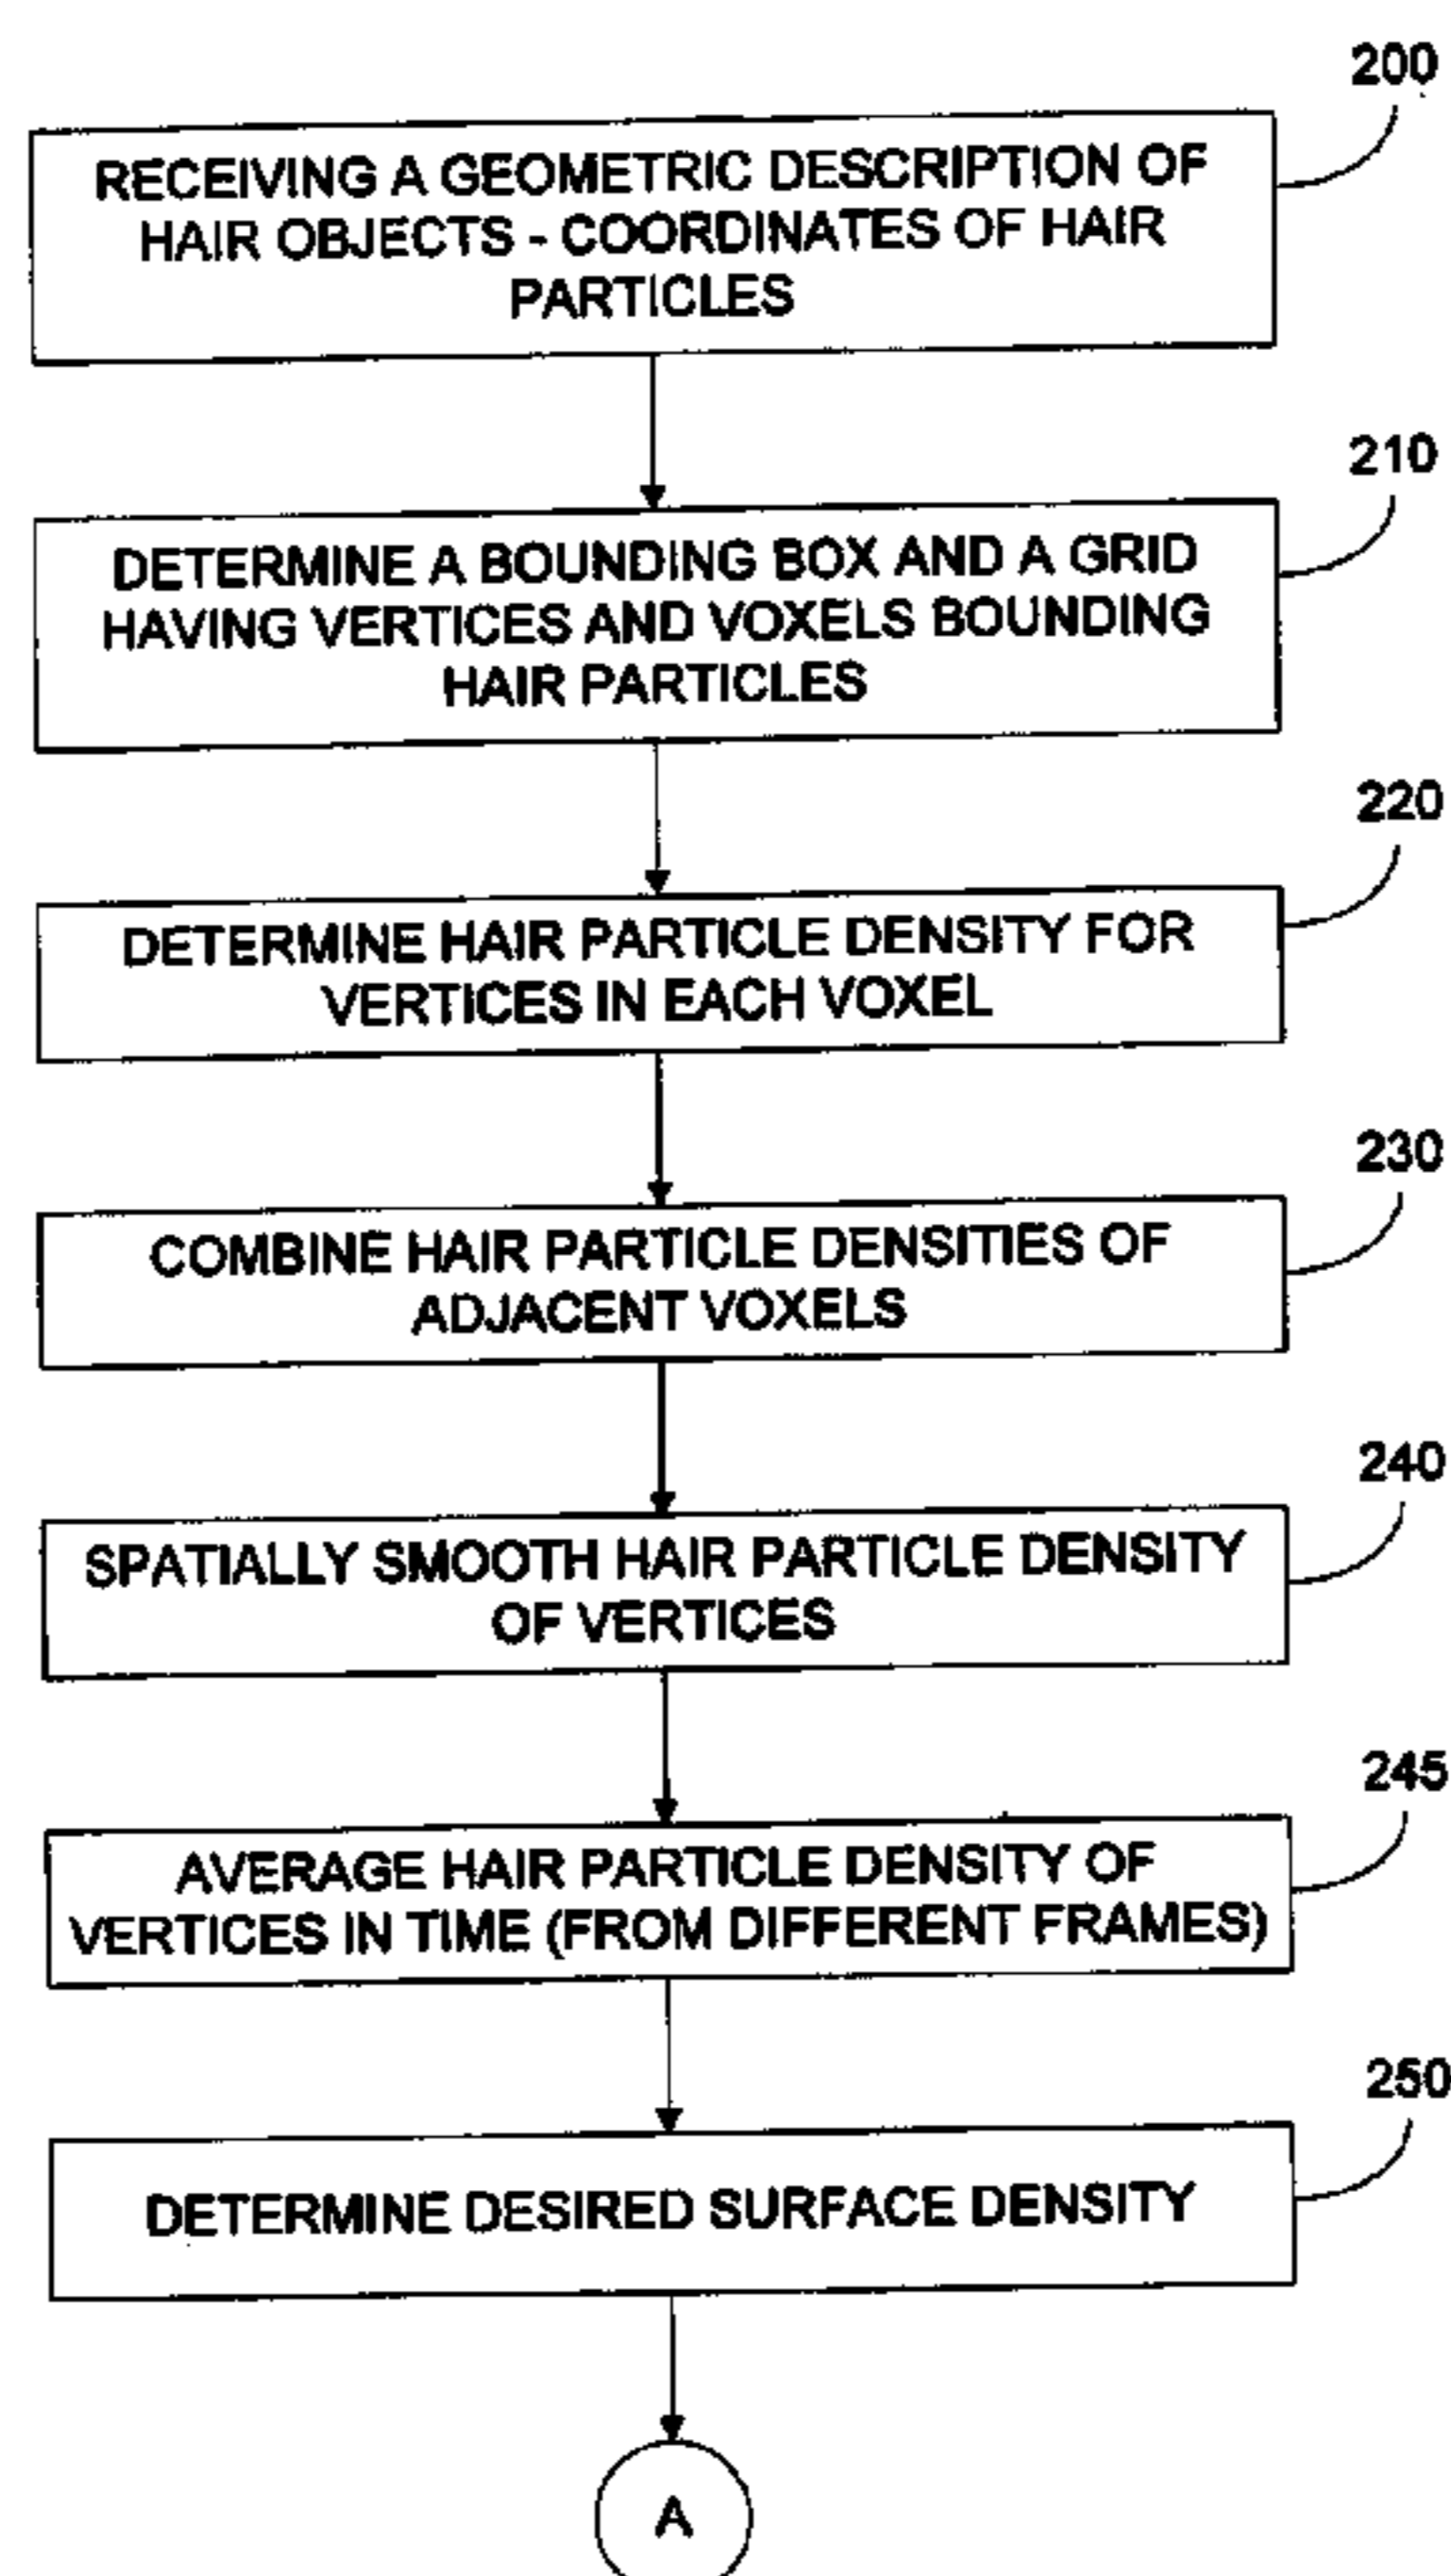 200
RECEIVING A GEOMETRIC DESCRIPTION OF
HAIR OBJECTS - COORDINATES OF HAIR
PARTICLES
210
DETERMINE A BOUNDING BOX AND A GRID
HAVING VERTICES AND VOXELS BOUNDING
HAIR PARTICLES
220
DETERMINE HAIR PARTICLE DENSITY FOR
VERTICES IN EACH VOXEL
230
COMBINE HAIR PARTICLE DENSITIES OF
ADJACENT VOXELS
240
SPATIALLY SMOOTH HAIR PARTICLE DENSITY
OF VERTICES
245
AVERAGE HAIR PARTICLE DENSITY OF
VERTICES IN TIME (FROM DIFFERENT FRAMES)
250
DETERMINE DESIRED SURFACE DENSITY
A